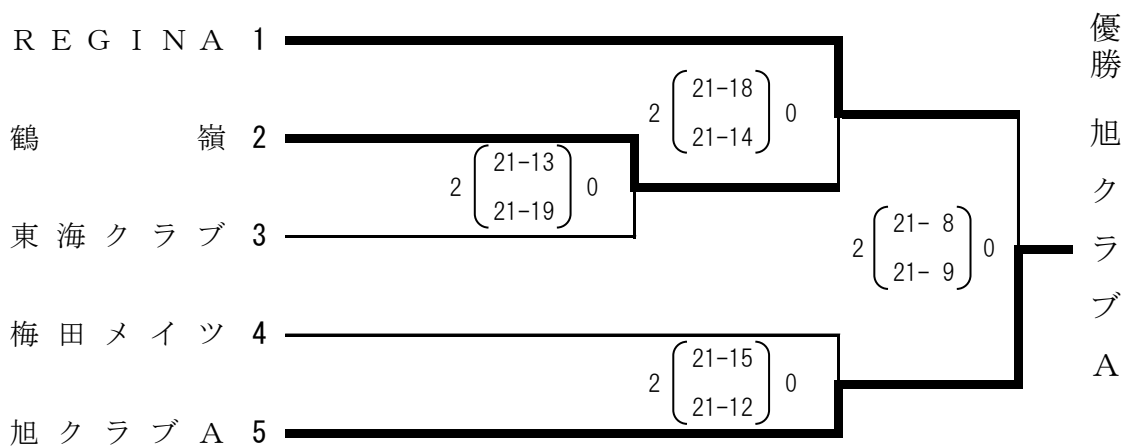 REGINA 1
鶴嶺 2
東海クラブ 3
梅田メイツ 4
旭クラブA 5
2 21-13 0
21-19
2 21-18 0
21-14
2 21-15 0
21-12
2 21- 8 0
21- 9
優勝 旭クラブA